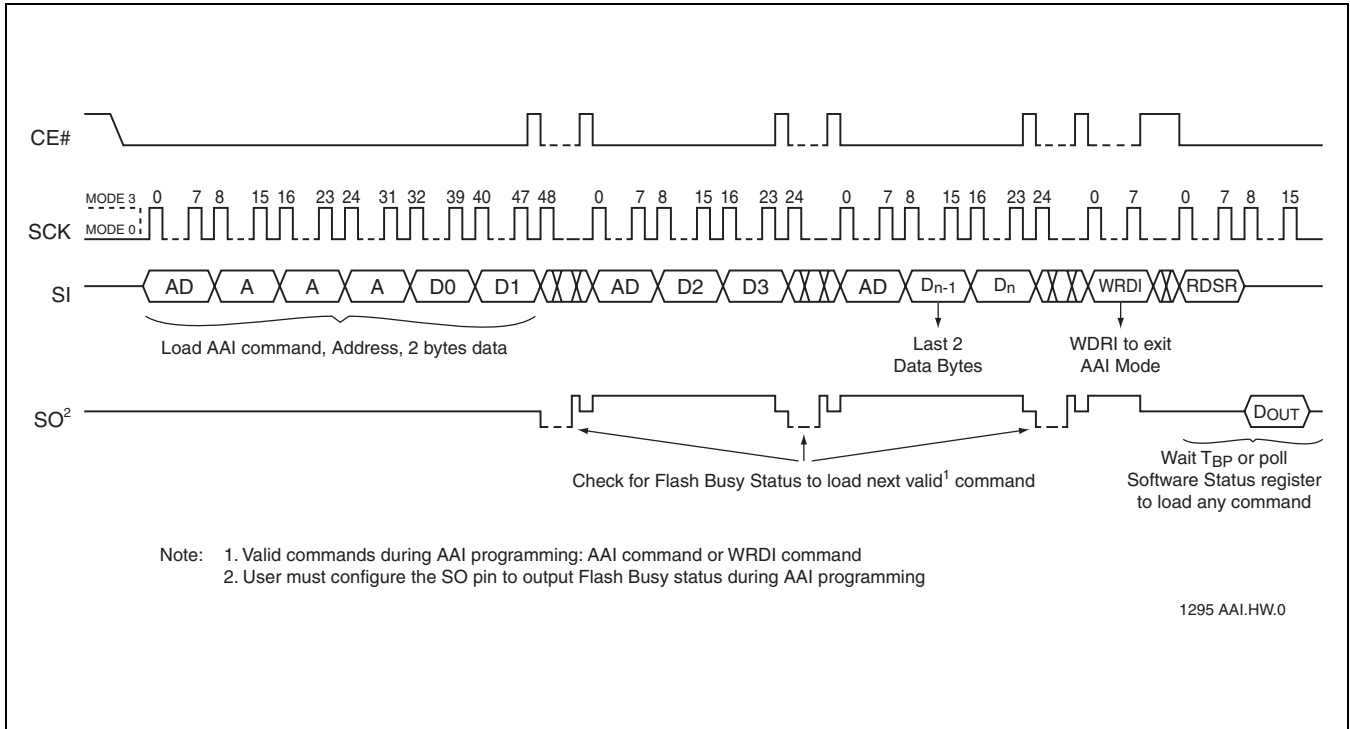 CE#
MODE 3 0 7 8 15 16 23 24 31 32 39 40 47 48 0 7 8 15 16 23 24 0 7 8 15 16 23 24 0 7 0 7 8 15
SCK MODE 0
SI AD A A A D0 D1 AD D2 D3 AD Dn-1 Dn WRDI RDSR
Load AAI command, Address, 2 bytes data
Last 2
Data Bytes
WDRI to exit
AAI Mode
SO2 DOUT
Check for Flash Busy Status to load next valid1 command
Wait TBP or poll
Software Status register
to load any command
Note: 1. Valid commands during AAI programming: AAI command or WRDI command
2. User must configure the SO pin to output Flash Busy status during AAI programming
1295 AAI.HW.0